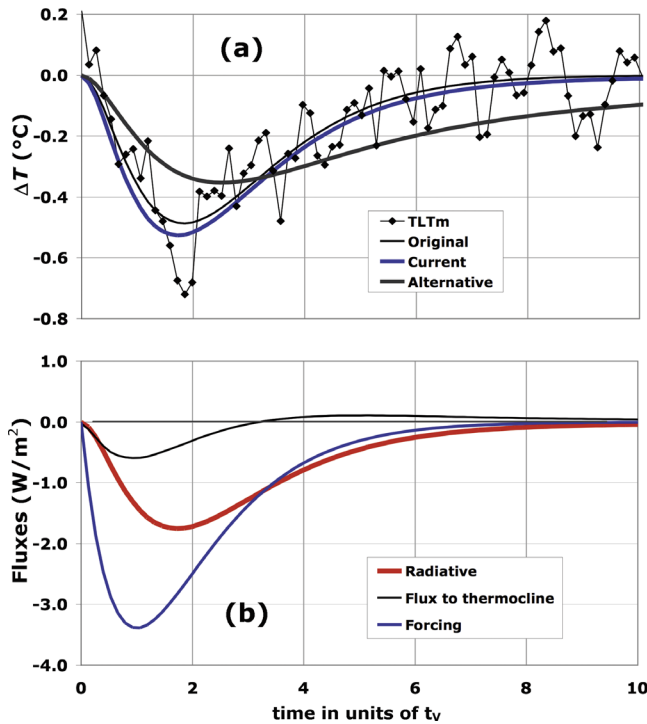 0.2
(a)
0.0
-0.2
-0.4
-0.6
-0.8
ΔT (°C)
TLTm
Original
Current
Alternative
1.0
0.0
-1.0
-2.0
-3.0
-4.0
Fluxes (W/m²)
Radiative
Flux to thermocline
Forcing
(b)
0 2 4 6 8 10
time in units of tᵥ